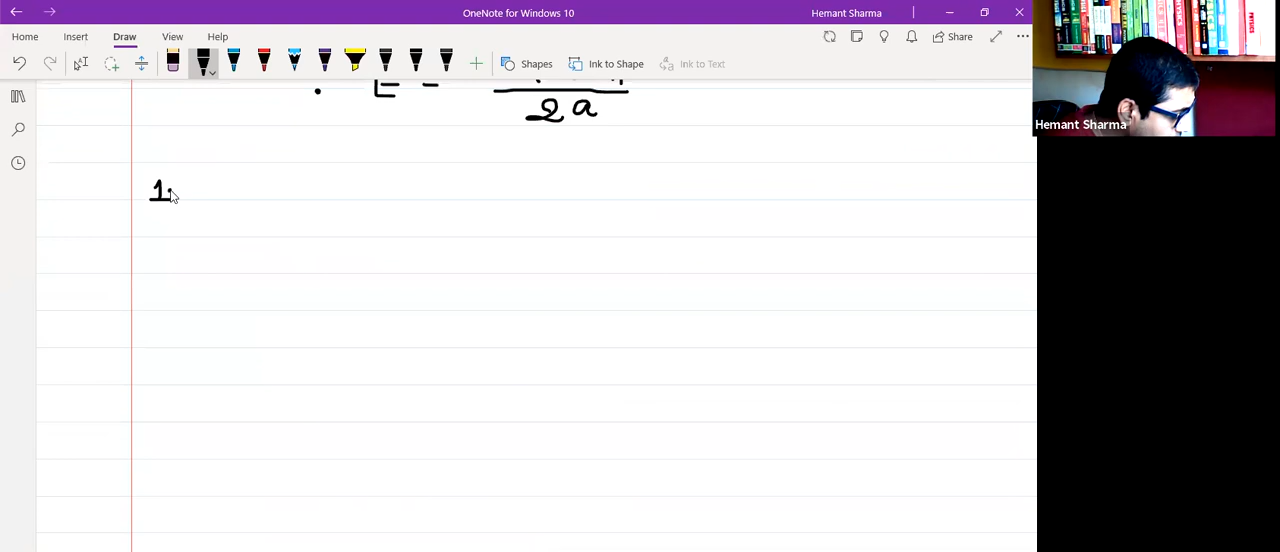 OneNote for Windows 10
Hemant Sharma
Home Insert Draw View Help
Share
Shapes Ink to Shape Ink to Text
E =
2a
1.
Hemant Sharma
PHYSICS